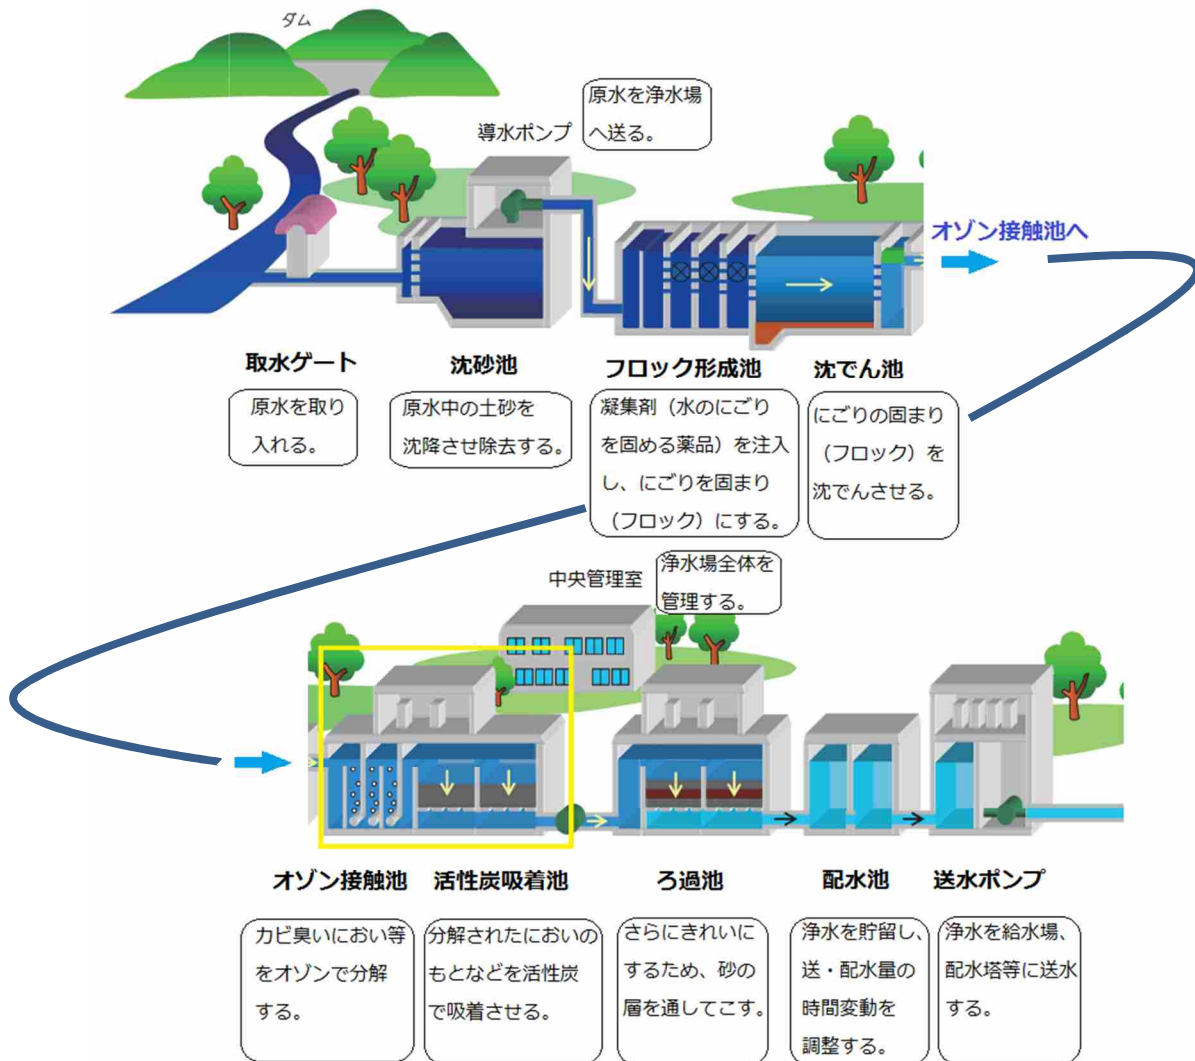 ダム
原水を浄水場
へ送る。
導水ポンプ
オゾン接触池へ
取水ゲート
沈砂池
フロック形成池
沈でん池
原水を取り
入れる。
原水中の土砂を
沈降させ除去する。
凝集剤（水のにごり
を固める薬品）を注入
し、にごりを固まり
（フロック）にする。
にごりの固まり
（フロック）を
沈でんさせる。
中央管理室
浄水場全体を
管理する。
オゾン接触池
活性炭吸着池
ろ過池
配水池
送水ポンプ
カビ臭いにおい等
をオゾンで分解
する。
分解されたにおいの
もとなどを活性炭
で吸着させる。
さらにきれいに
するため、砂の
層を通してこす。
浄水を貯留し、
送・配水量の
時間変動を
調整する。
浄水を給水場、
配水塔等に送水
する。